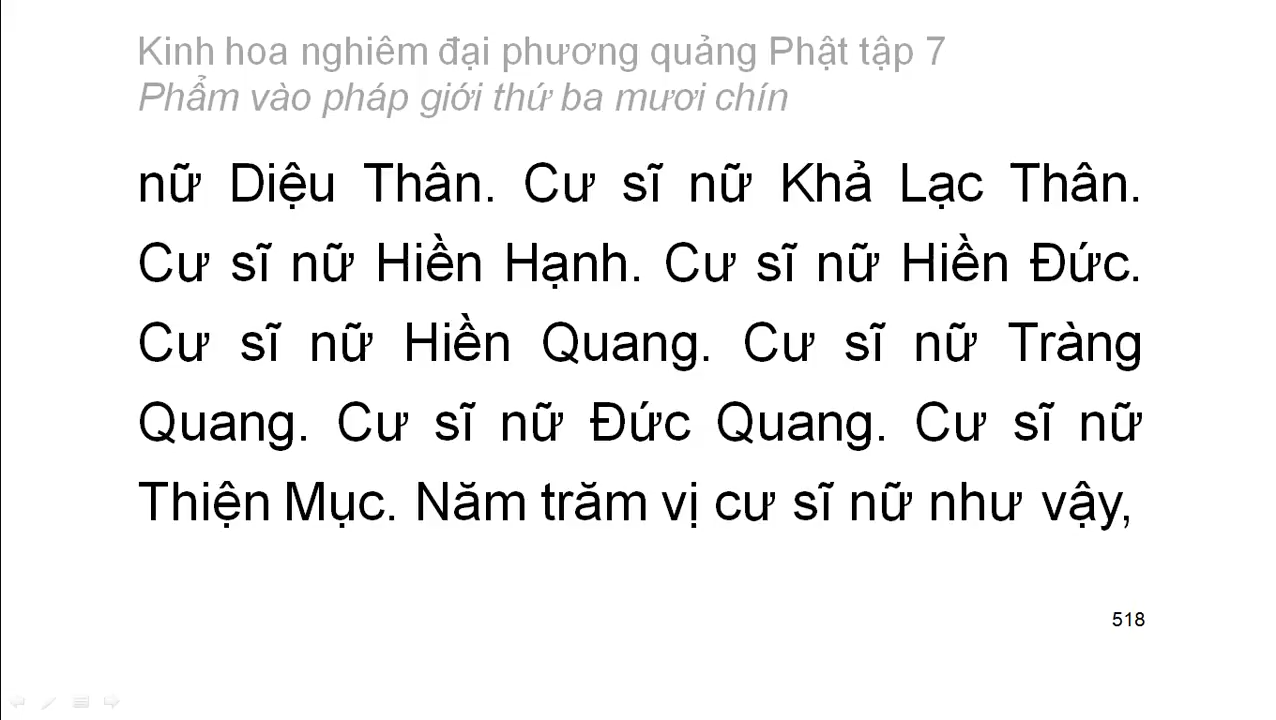 Kinh hoa nghiêm đại phương quảng Phật tập 7
Phẩm vào pháp giới thứ ba mươi chín
nữ Diệu Thân. Cư sĩ nữ Khả Lạc Thân.
Cư sĩ nữ Hiền Hạnh. Cư sĩ nữ Hiền Đức.
Cư sĩ nữ Hiền Quang. Cư sĩ nữ Tràng
Quang. Cư sĩ nữ Đức Quang. Cư sĩ nữ
Thiện Mục. Năm trăm vị cư sĩ nữ như vậy,
518